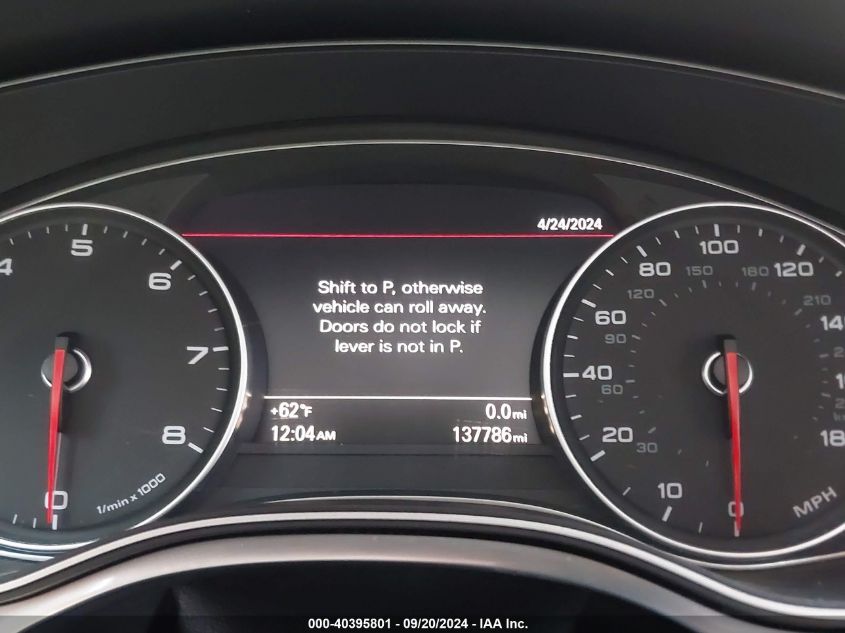 4/24/2024
Shift to P, otherwise
vehicle can roll away.
Doors do not lock if
lever is not in P.
+62°F 0.0mi
12:04AM 137786mi
4 5 6 7 8 0
1/min x 1000
0 10 20 40 60 80 100 120
30 60 90 120 150 180 210
MPH
000-40395801 - 09/20/2024 - IAA Inc.